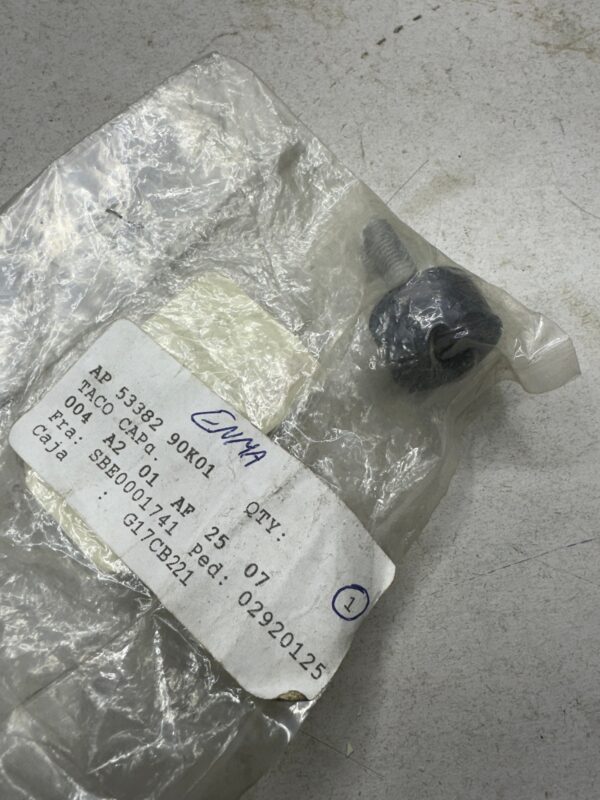 AP 53382 90K01
ENMA
TACO CAPq. QTY:
004 A2 01 AF 25 07
Fra: SBE0001741 Ped: 02920125
Caja : G17CB221
1